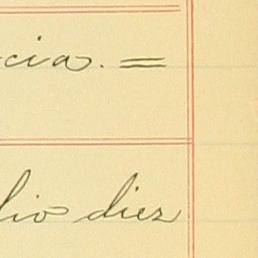 cia. =
lio diez